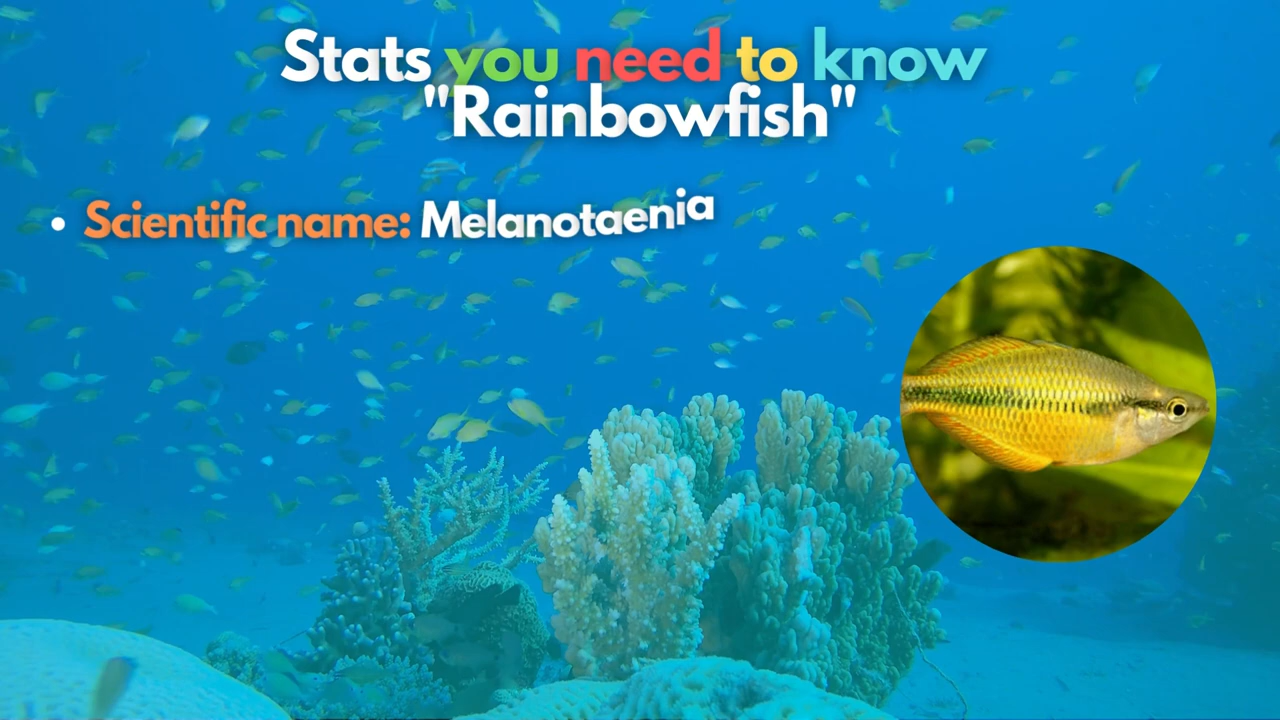 Stats you need to know
"Rainbowfish"
• Scientific name: Melanotaenia